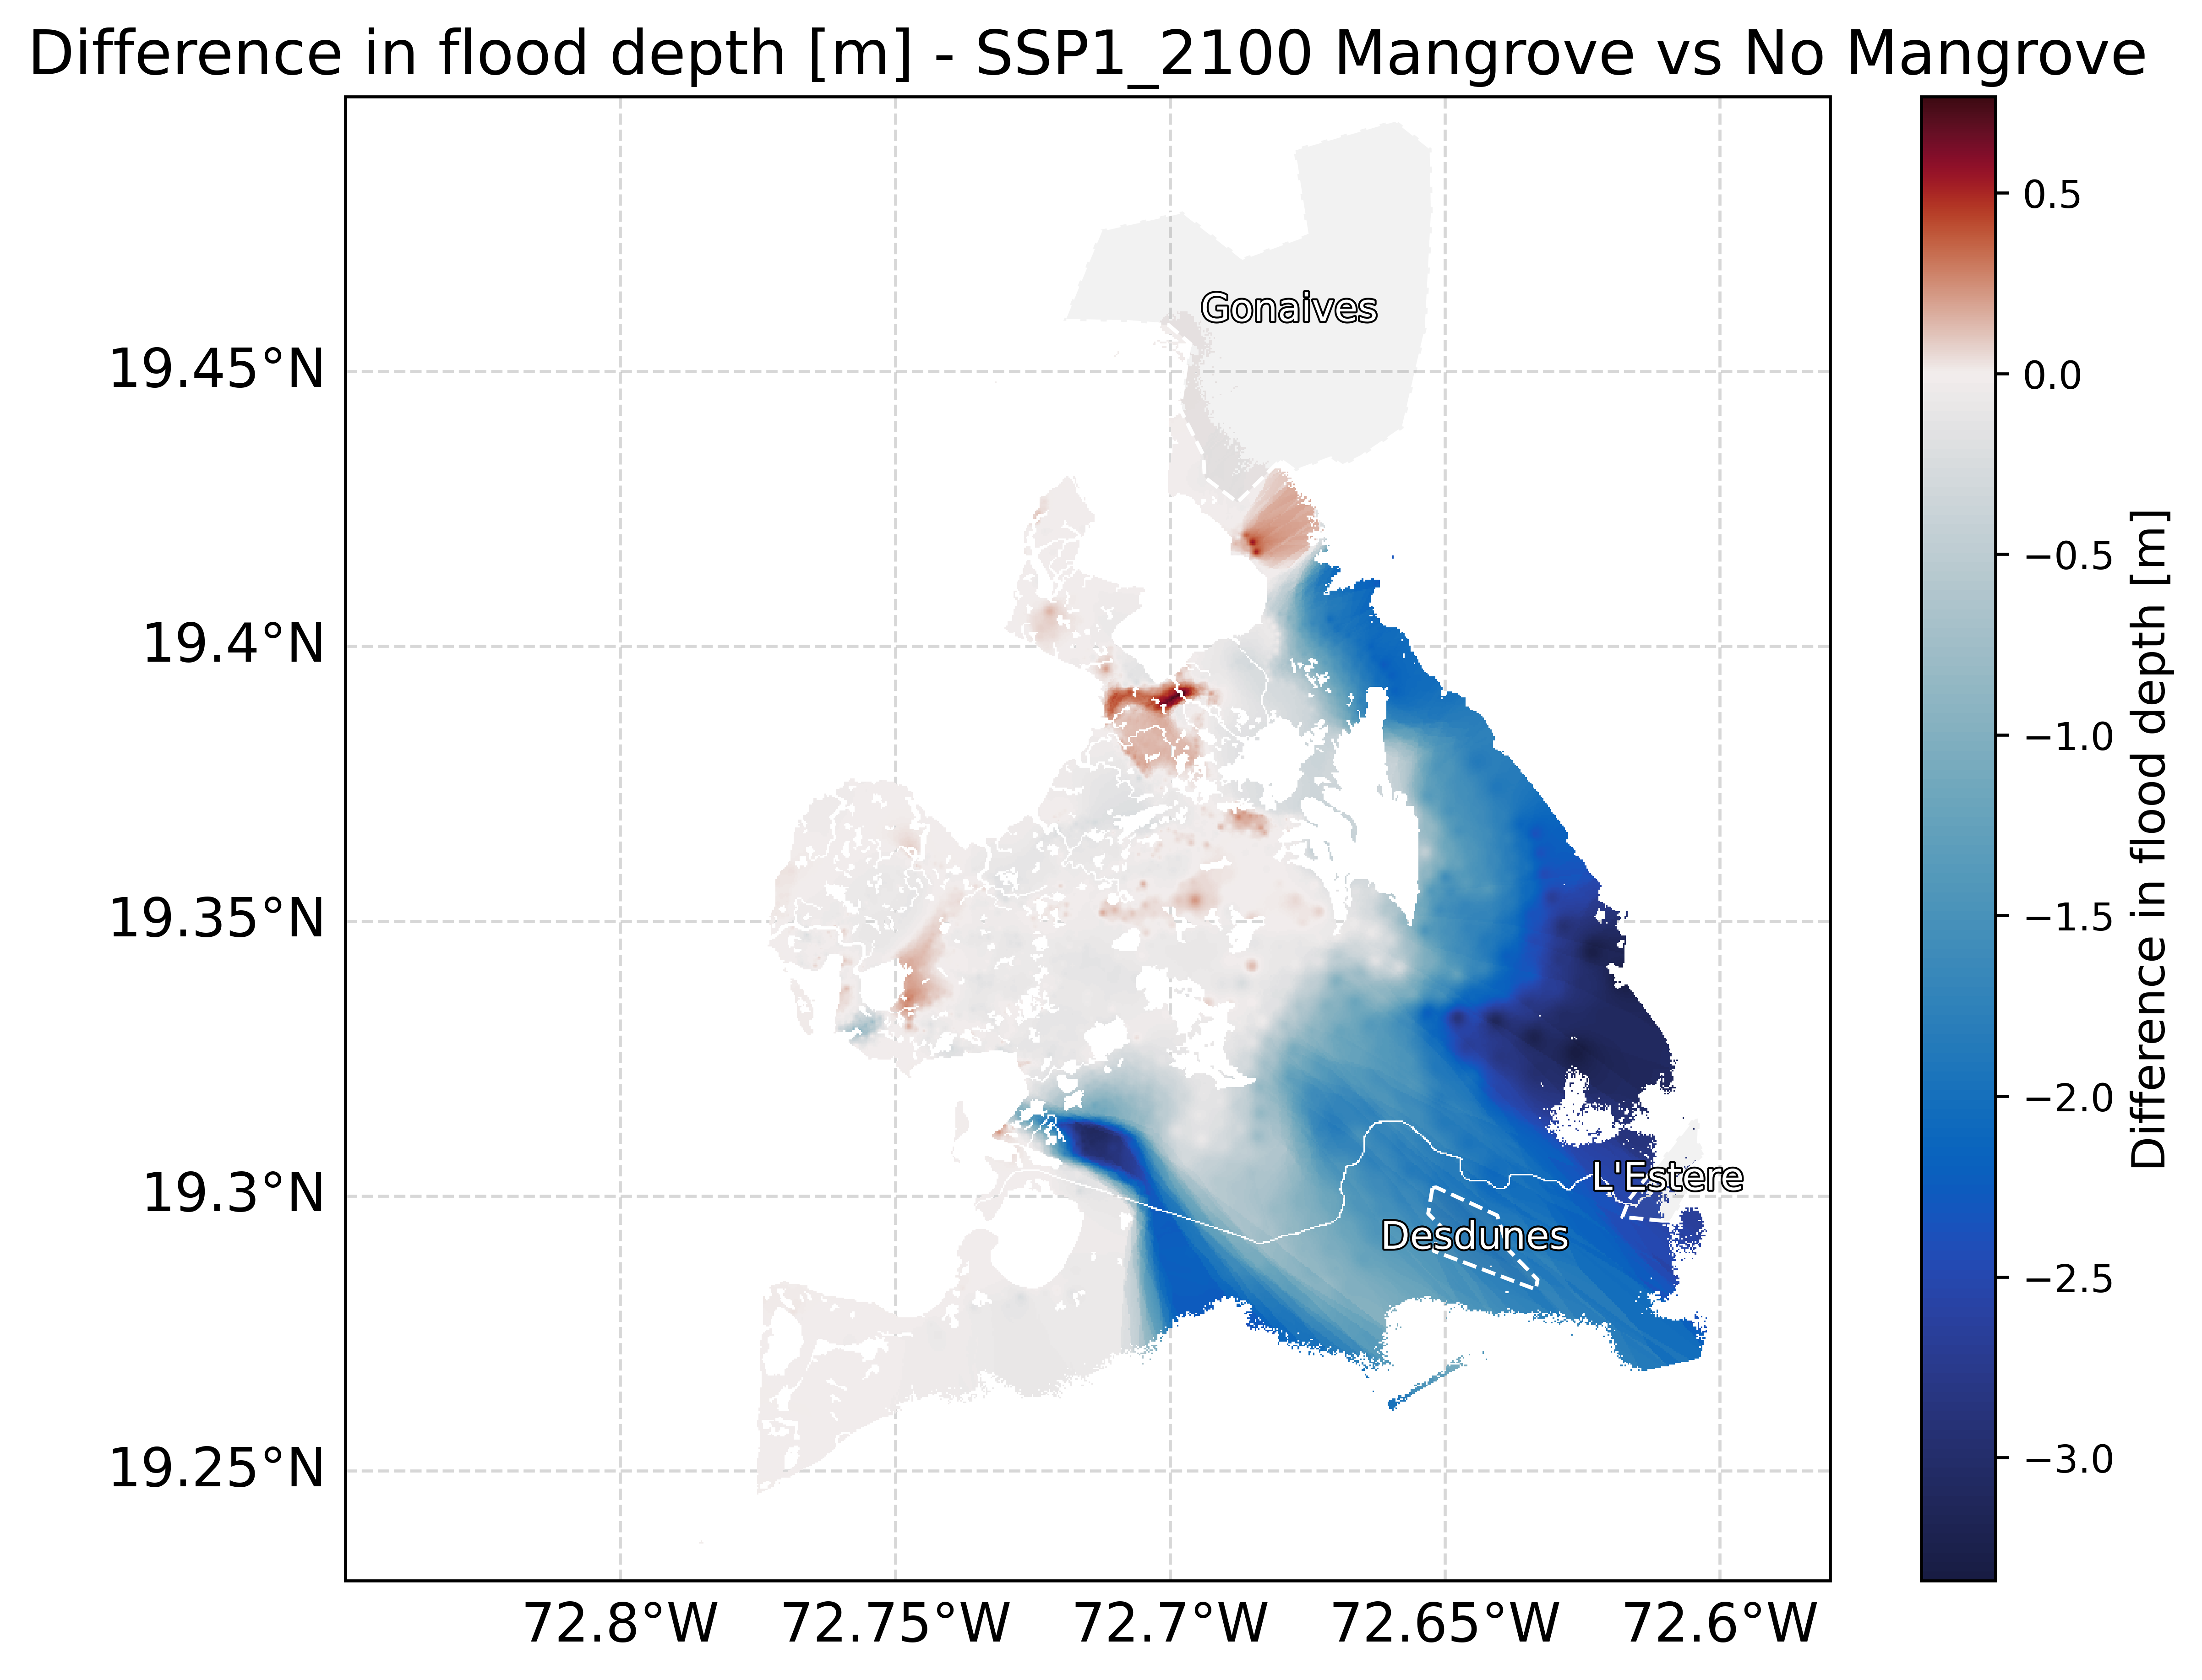 Difference in flood depth [m] - SSP1_2100 Mangrove vs No Mangrove
Gonaives
L'Estere
Desdunes
19.45°N
19.4°N
19.35°N
19.3°N
19.25°N
72.8°W
72.75°W
72.7°W
72.65°W
72.6°W
0.5
0.0
−0.5
−1.0
−1.5
−2.0
−2.5
−3.0
Difference in flood depth [m]